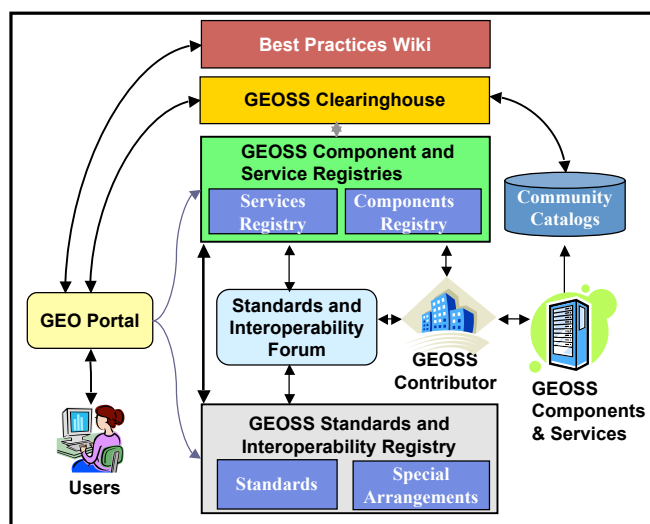 Best Practices Wiki
GEOSS Clearinghouse
GEOSS Component and
Service Registries
Services
Registry
Components
Registry
Community
Catalogs
GEO Portal
Standards and
Interoperability
Forum
GEOSS
Contributor
GEOSS
Components
& Services
Users
GEOSS Standards and
Interoperability Registry
Standards
Special
Arrangements